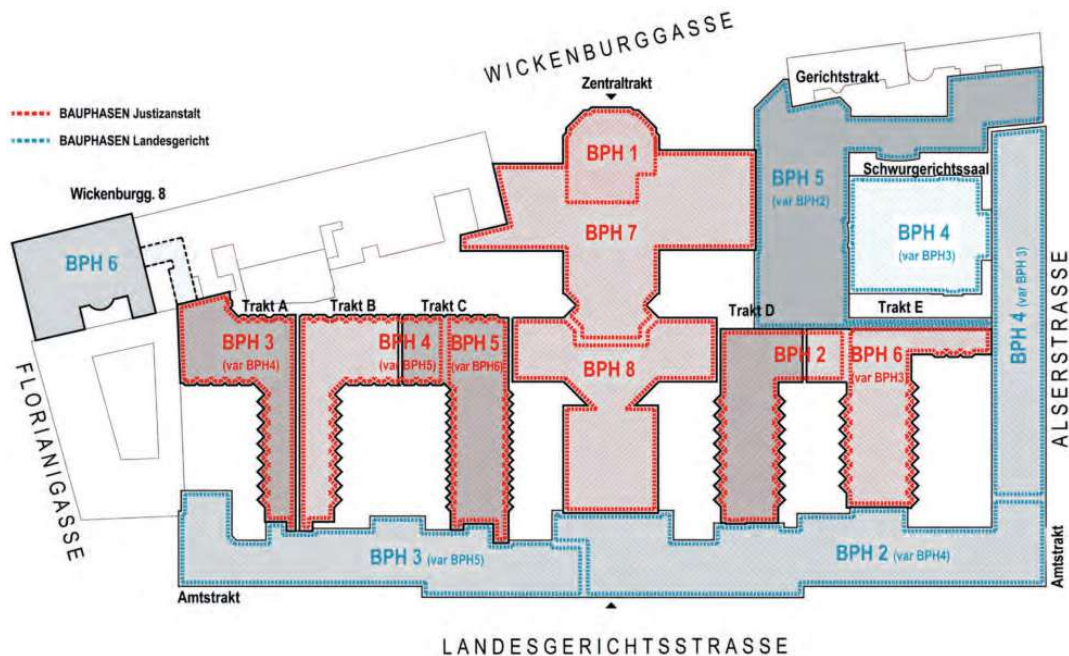 WICKENBURGGASSE
Zentraltrakt
Gerichtstrakt
BAUPHASEN Justizanstalt
BAUPHASEN Landesgericht
Wickenburgg. 8
BPH 1
BPH 5
(var BPH2)
Schwurgerichtssaal
BPH 4
(var BPH3)
BPH 4 (var BPH 3)
ALSERSTRASSE
BPH 6
BPH 7
Trakt A
Trakt B
Trakt C
Trakt D
Trakt E
BPH 3
(var BPH4)
BPH 4
(var BPH5)
BPH 5
(var BPH6)
BPH 8
BPH 2
BPH 6
(var BPH3)
FLORIANIGASSE
BPH 3 (var BPH5)
BPH 2 (var BPH4)
Amtstrakt
Amtstrakt
LANDESGERICHTSSTRASSE